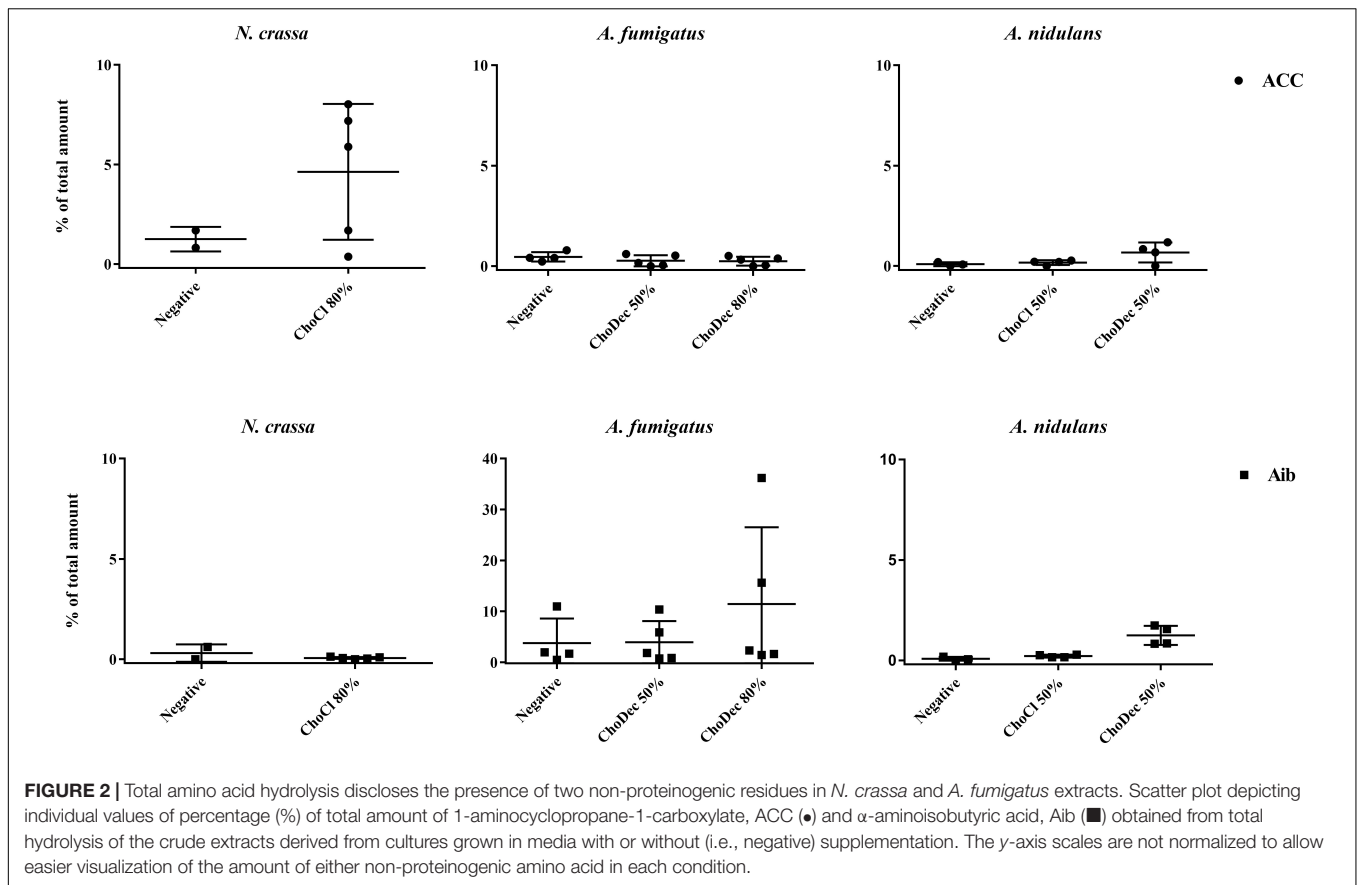 N. crassa
A. fumigatus
A. nidulans
% of total amount
10
5
0
Negative
ChoCl 80%
10
5
0
Negative
ChoDec 50%
ChoDec 80%
10
5
0
Negative
ChoCl 50%
ChoDec 50%
● ACC
N. crassa
A. fumigatus
A. nidulans
% of total amount
10
5
0
Negative
ChoCl 80%
40
30
20
10
0
Negative
ChoDec 50%
ChoDec 80%
10
5
0
Negative
ChoCl 50%
ChoDec 50%
■ Aib
FIGURE 2 | Total amino acid hydrolysis discloses the presence of two non-proteinogenic residues in N. crassa and A. fumigatus extracts. Scatter plot depicting
individual values of percentage (%) of total amount of 1-aminocyclopropane-1-carboxylate, ACC (●) and α-aminoisobutyric acid, Aib (■) obtained from total
hydrolysis of the crude extracts derived from cultures grown in media with or without (i.e., negative) supplementation. The y-axis scales are not normalized to allow
easier visualization of the amount of either non-proteinogenic amino acid in each condition.